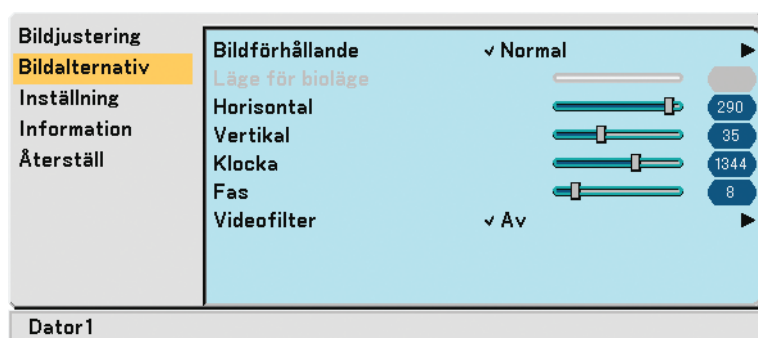 Bildjustering
Bildalternativ
Inställning
Information
Återställ
Bildförhållande ✓ Normal ▶
Läge för bioläge
Horisontal 290
Vertikal 35
Klocka 1344
Fas 8
Videofilter ✓ Av ▶
Dator1